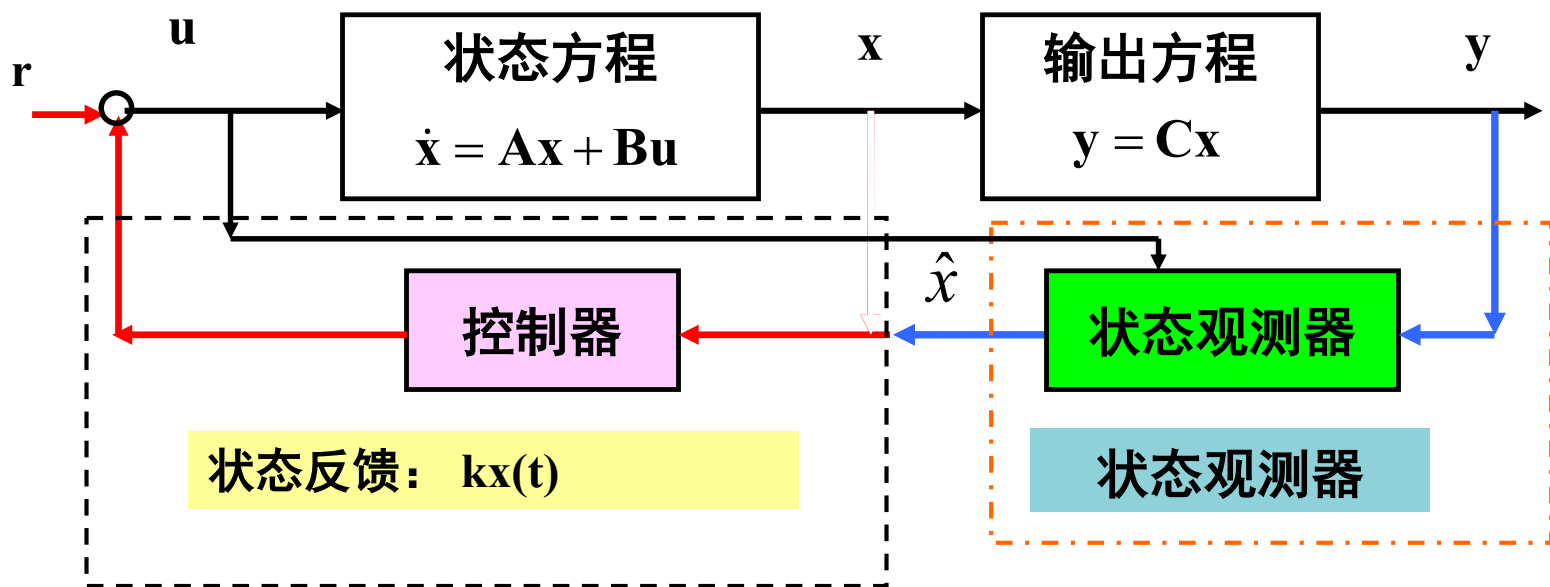 r
u
状态方程
ẋ = Ax + Bu
x
输出方程
y = Cx
y
控制器
x̂
状态观测器
状态反馈： kx(t)
状态观测器